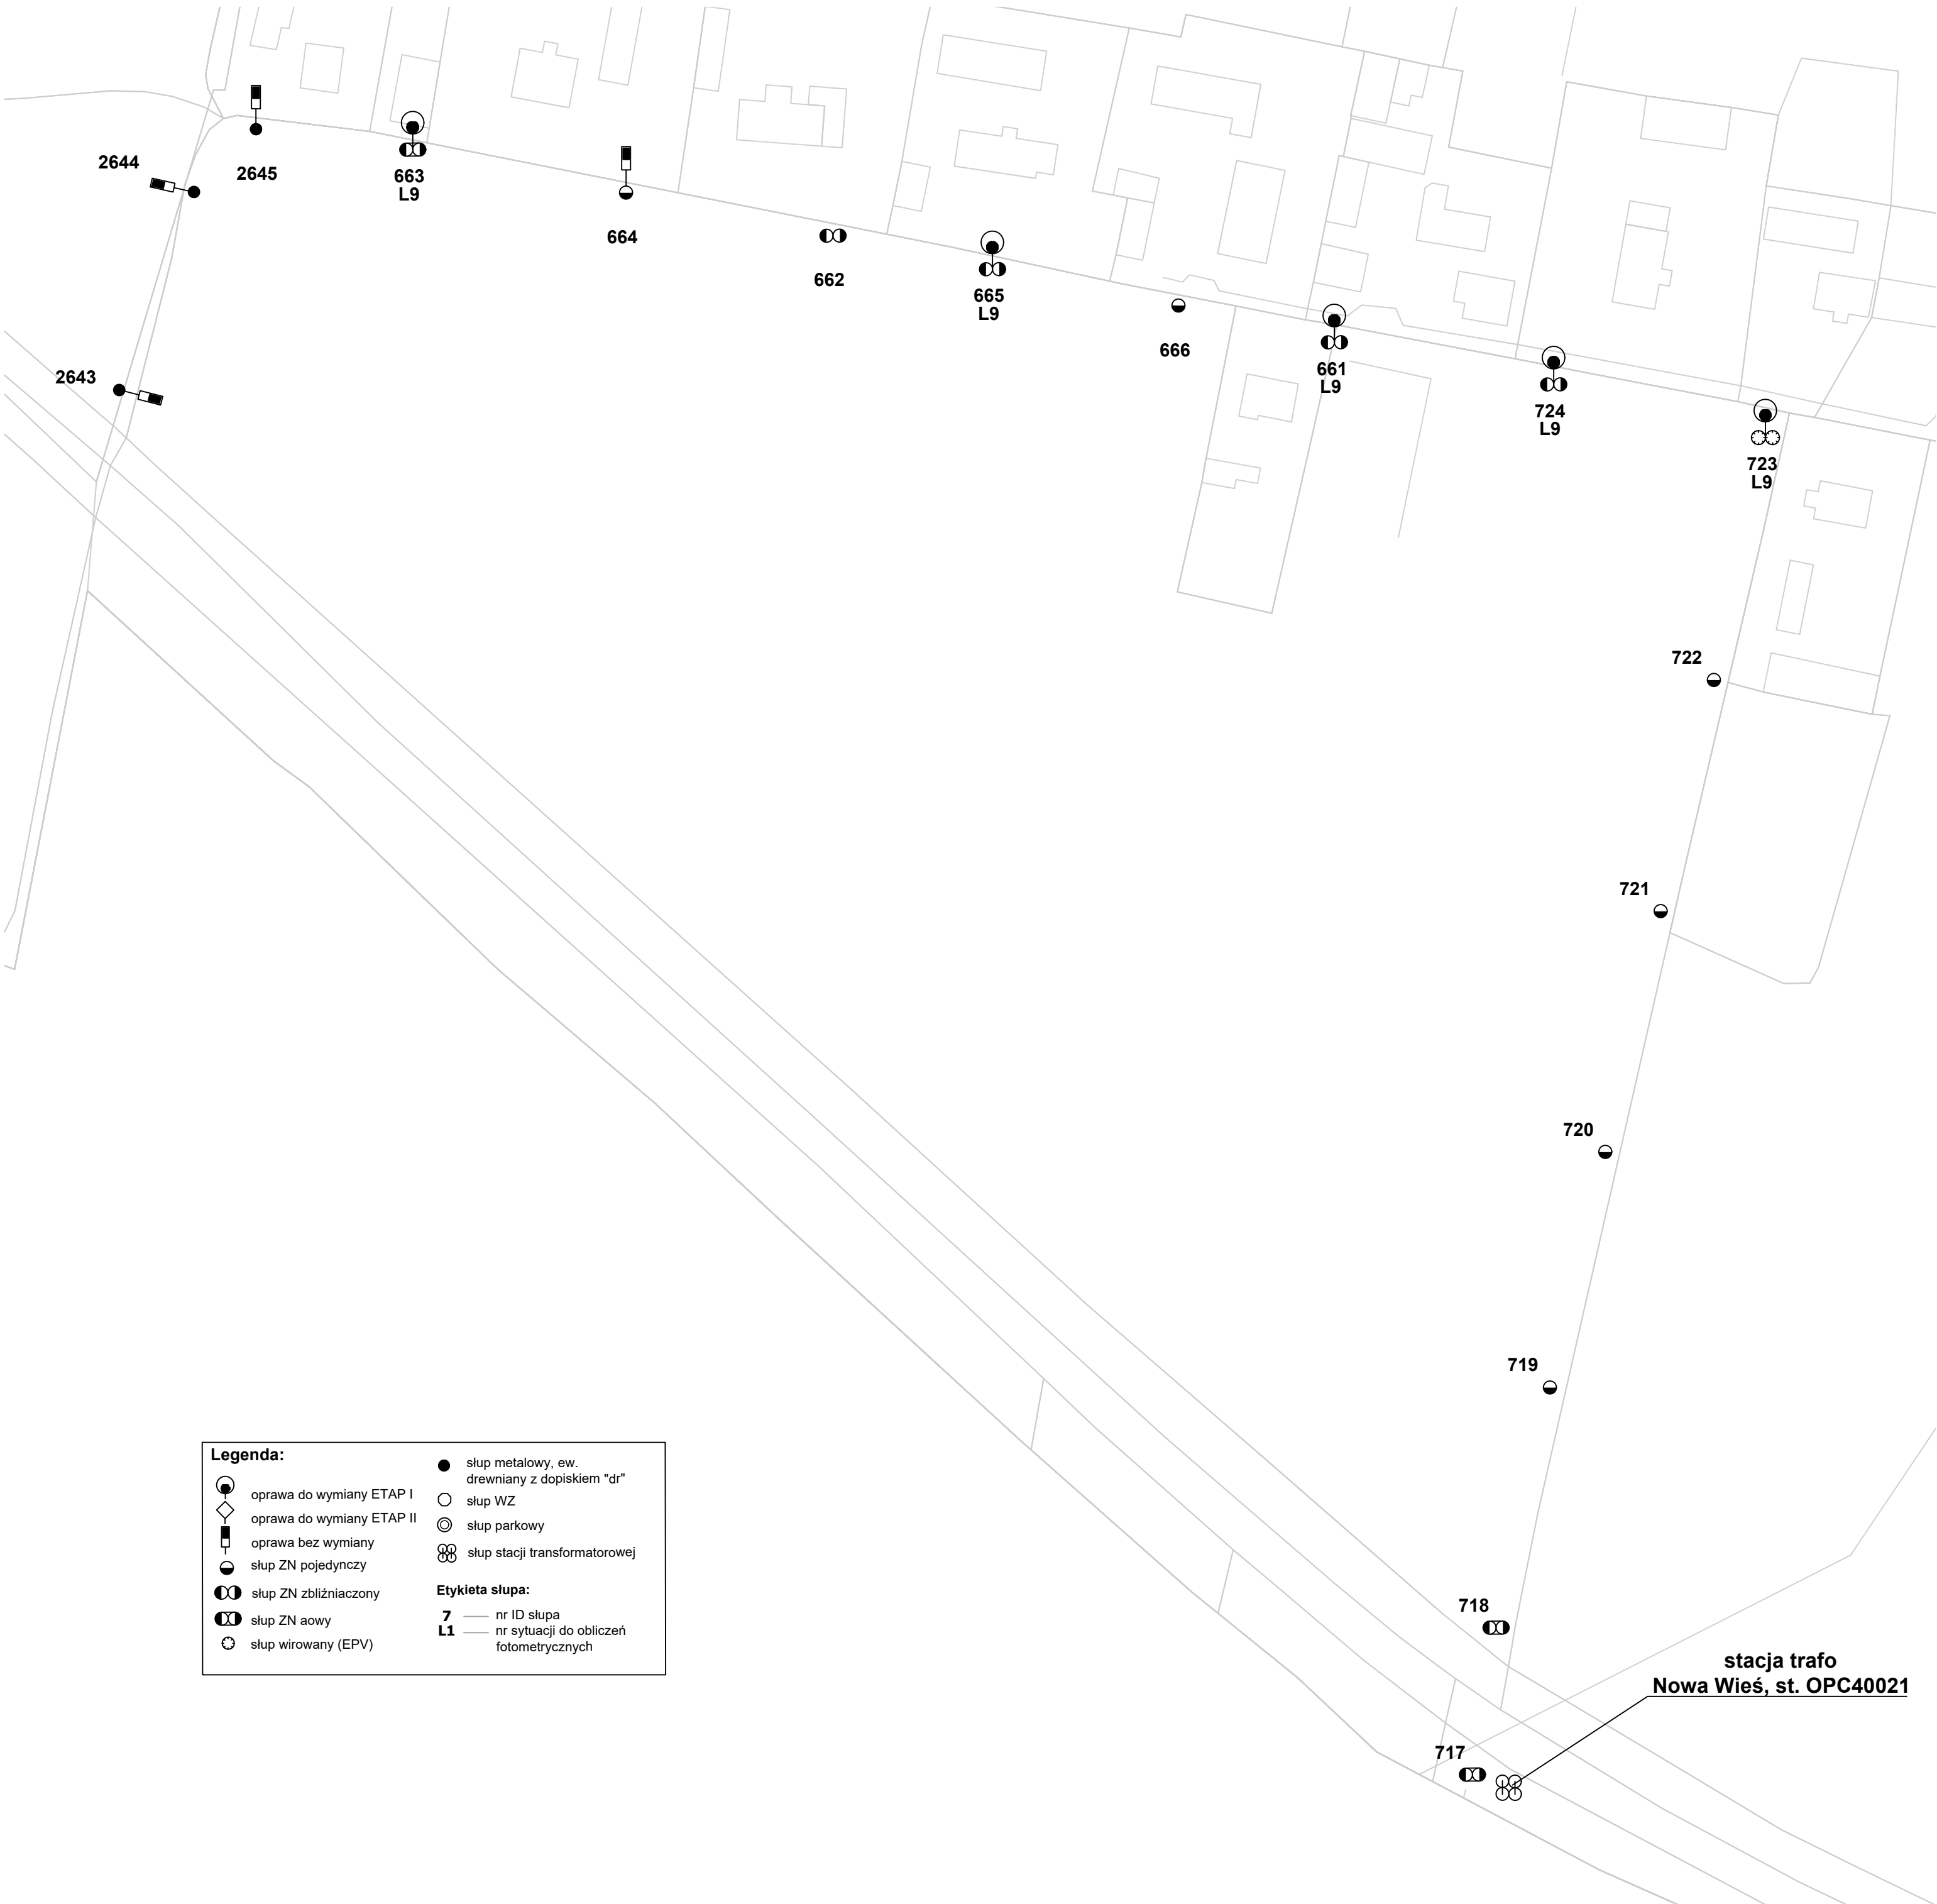 2644
2645
663
L9
664
662
665
L9
666
661
L9
724
L9
723
L9
2643
722
721
720
719
718
717
stacja trafo
Nowa Wieś, st. OPC40021
Legenda:
oprawa do wymiany ETAP I
oprawa do wymiany ETAP II
oprawa bez wymiany
słup ZN pojedynczy
słup ZN zbliźniaczony
słup ZN aowy
słup wirowany (EPV)
słup metalowy, ew.
drewniany z dopiskiem "dr"
słup WZ
słup parkowy
słup stacji transformatorowej
Etykieta słupa:
7 nr ID słupa
L1 nr sytuacji do obliczeń
fotometrycznych